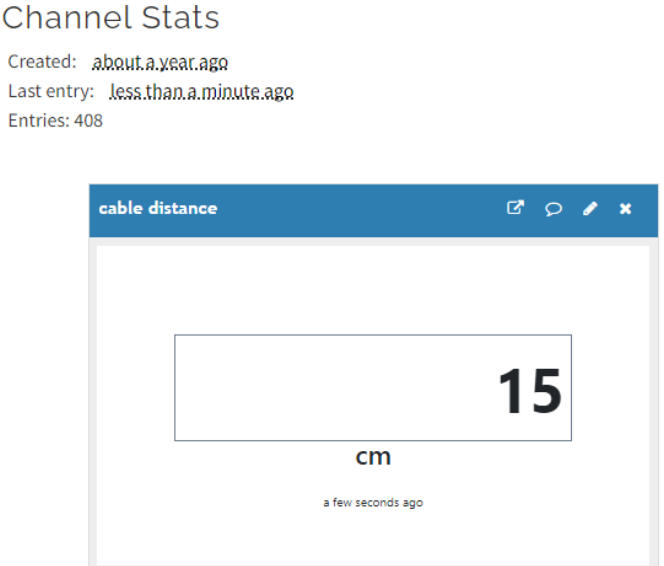 Channel Stats
Created: about a year ago
Last entry: less than a minute ago
Entries: 408
cable distance
15
cm
a few seconds ago